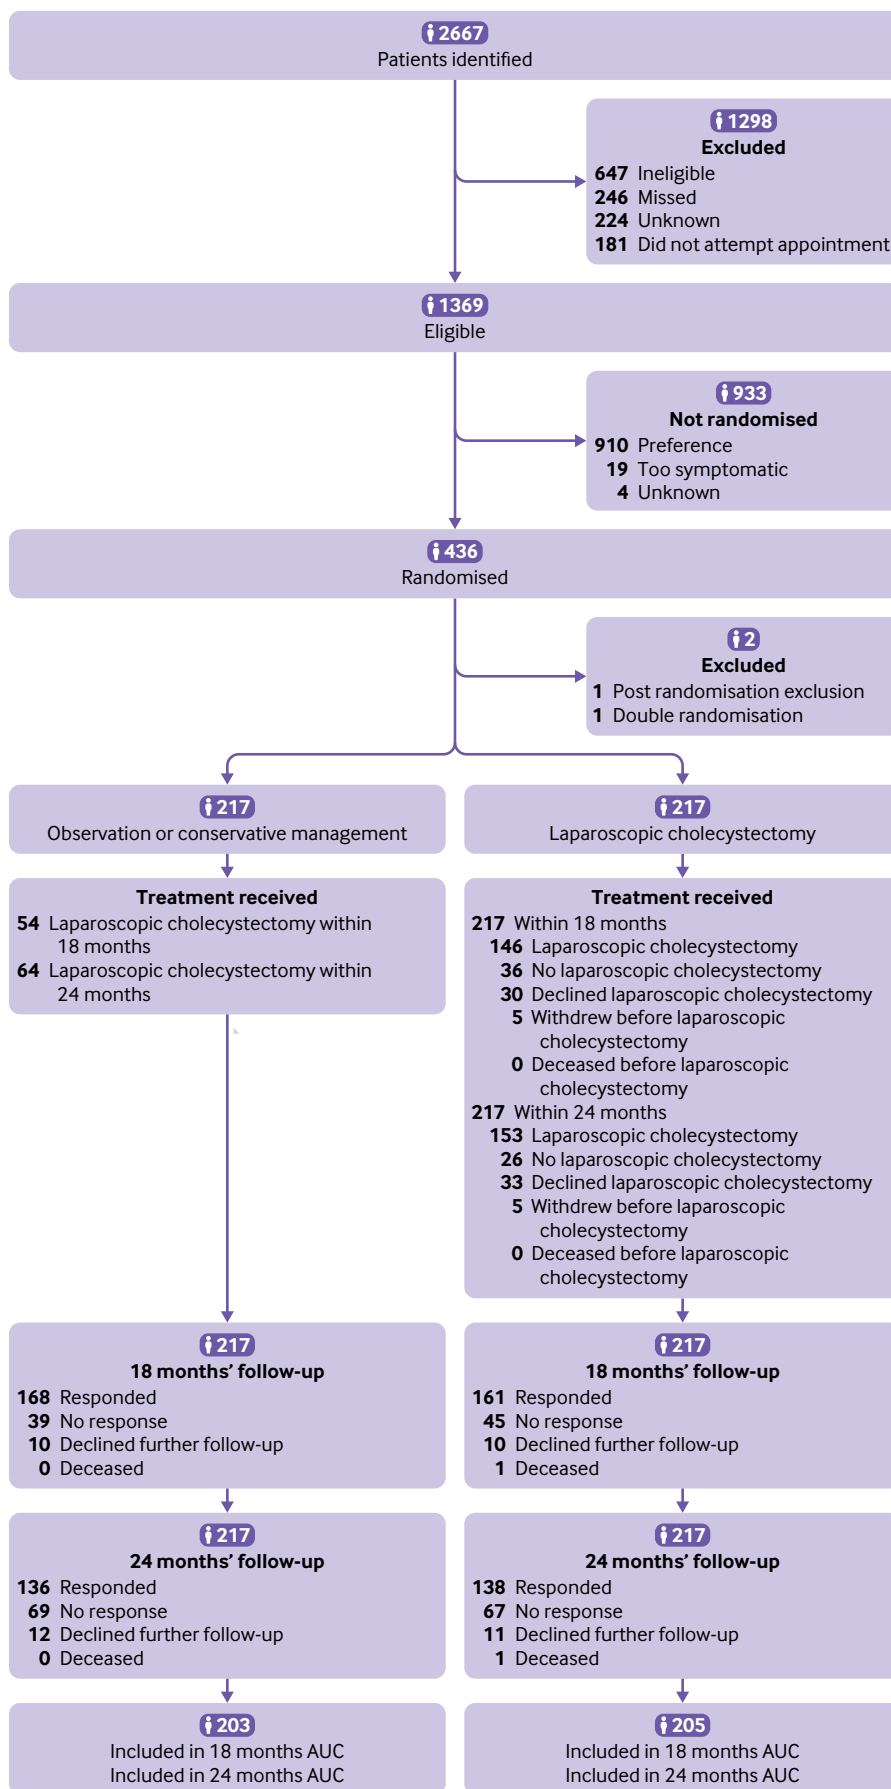 2667
Patients identified
1298
Excluded
647 Ineligible
246 Missed
224 Unknown
181 Did not attempt appointment
1369
Eligible
933
Not randomised
910 Preference
19 Too symptomatic
4 Unknown
436
Randomised
2
Excluded
1 Post randomisation exclusion
1 Double randomisation
217
Observation or conservative management
217
Laparoscopic cholecystectomy
Treatment received
54 Laparoscopic cholecystectomy within
18 months
64 Laparoscopic cholecystectomy within
24 months
Treatment received
217 Within 18 months
146 Laparoscopic cholecystectomy
36 No laparoscopic cholecystectomy
30 Declined laparoscopic cholecystectomy
5 Withdrew before laparoscopic
cholecystectomy
0 Deceased before laparoscopic
cholecystectomy
217 Within 24 months
153 Laparoscopic cholecystectomy
26 No laparoscopic cholecystectomy
33 Declined laparoscopic cholecystectomy
5 Withdrew before laparoscopic
cholecystectomy
0 Deceased before laparoscopic
cholecystectomy
217
18 months' follow-up
168 Responded
39 No response
10 Declined further follow-up
0 Deceased
217
18 months' follow-up
161 Responded
45 No response
10 Declined further follow-up
1 Deceased
217
24 months' follow-up
136 Responded
69 No response
12 Declined further follow-up
0 Deceased
217
24 months' follow-up
138 Responded
67 No response
11 Declined further follow-up
1 Deceased
203
Included in 18 months AUC
Included in 24 months AUC
205
Included in 18 months AUC
Included in 24 months AUC